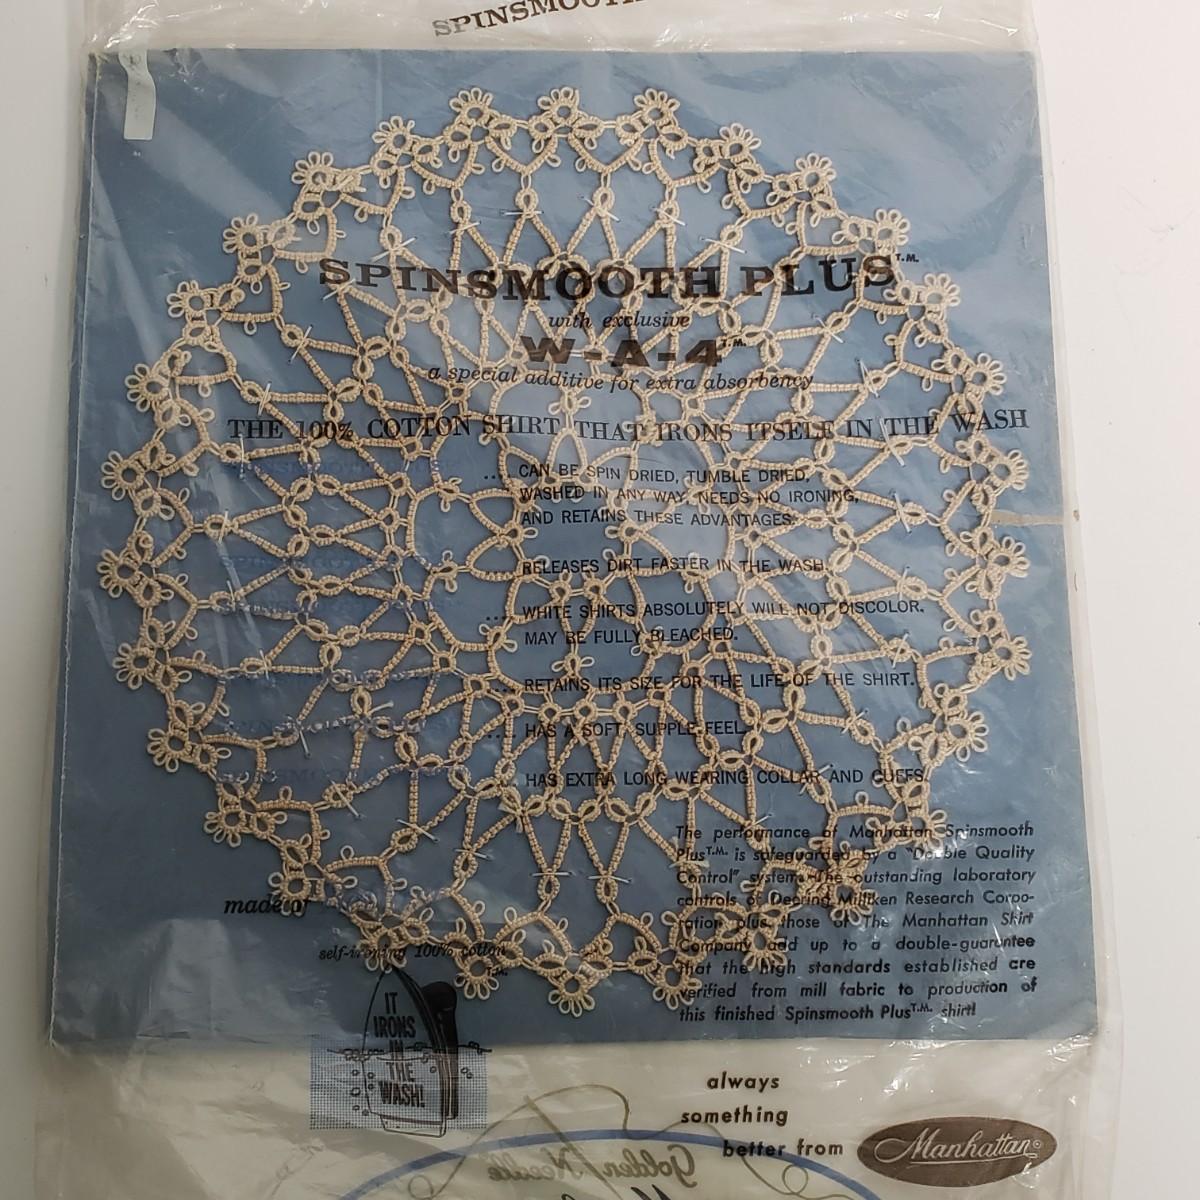 SPINSMOOTH
SPINSMOOTH PLUS T.M.
with exclusive
W-A-4 T.M.
a special additive for extra absorbency
THE 100% COTTON SHIRT THAT IRONS ITSELF IN THE WASH
... CAN BE SPIN DRIED, TUMBLE DRIED,
WASHED IN ANY WAY, NEEDS NO IRONING,
AND RETAINS THESE ADVANTAGES:
RELEASES DIRT FASTER IN THE WASH.
... WHITE SHIRTS ABSOLUTELY WILL NOT DISCOLOR.
MAY BE FULLY BLEACHED.
... RETAINS ITS SIZE FOR THE LIFE OF THE SHIRT.
... HAS A SOFT, SUPPLE FEEL.
HAS EXTRA LONG WEARING COLLAR AND CUFFS.
The performance of Manhattan Spinsmooth
Plus T.M. is safeguarded by a "Double Quality
Control" system. The outstanding laboratory
controls of Deering Milliken Research Corpo-
ration plus those of The Manhattan Shirt
Company add up to a double-guarantee
that the high standards established are
verified from mill fabric to production of
this finished Spinsmooth Plus T.M. shirt!
made of
self-ironing 100% cotton
T.M.
IT
IRONS
IN
THE
WASH!
always
something
better from
Manhattan®
Golden Needle